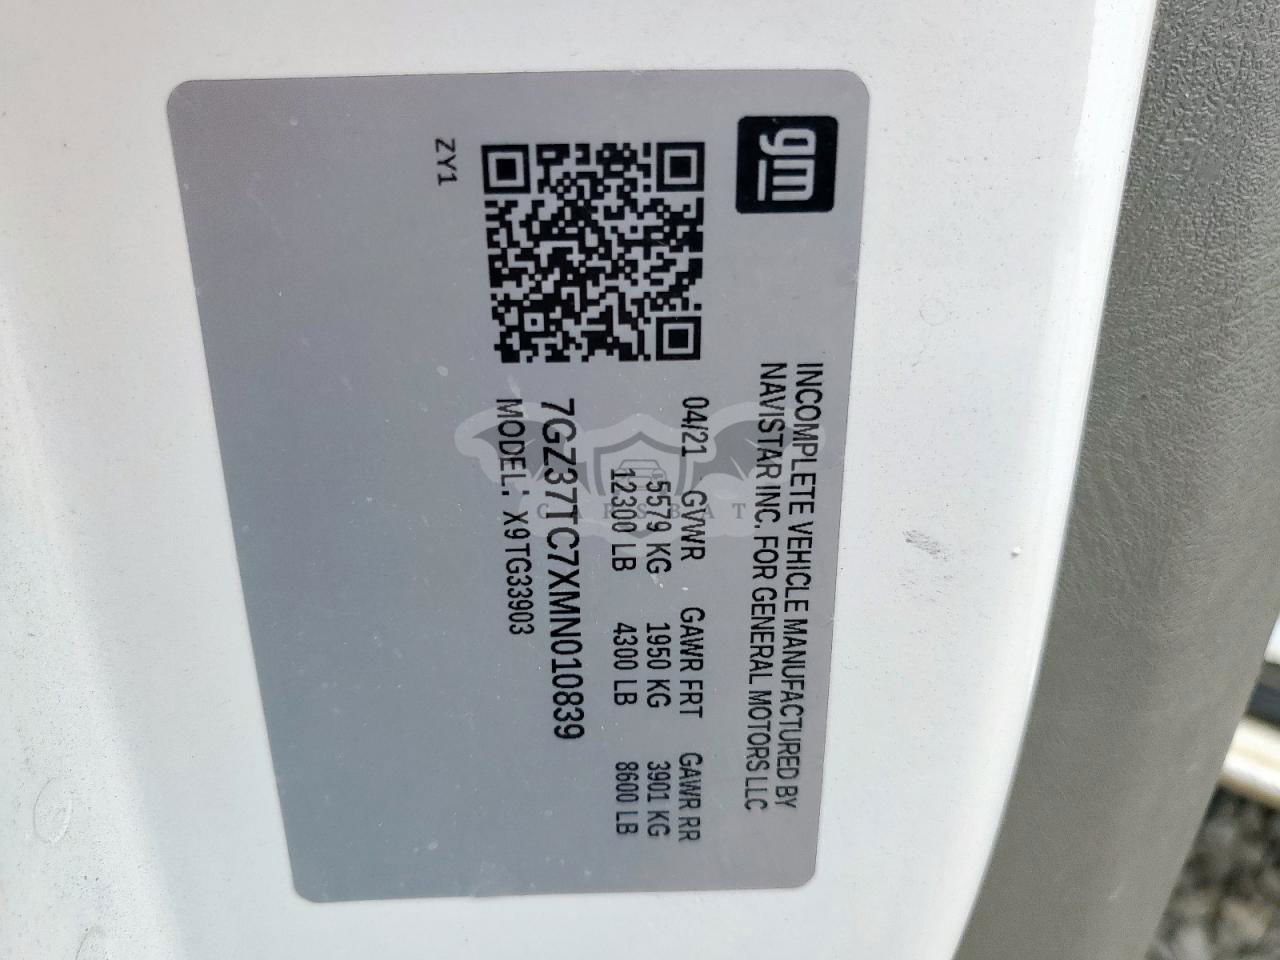 gm
INCOMPLETE VEHICLE MANUFACTURED BY
NAVISTAR INC. FOR GENERAL MOTORS LLC
04/21 GVWR GAWR FRT GAWR RR
5579 KG 1950 KG 3901 KG
12300 LB 4300 LB 8600 LB
7GZ37TC7XMN010839
MODEL: X9TG33903
ZY1
CARSBAT